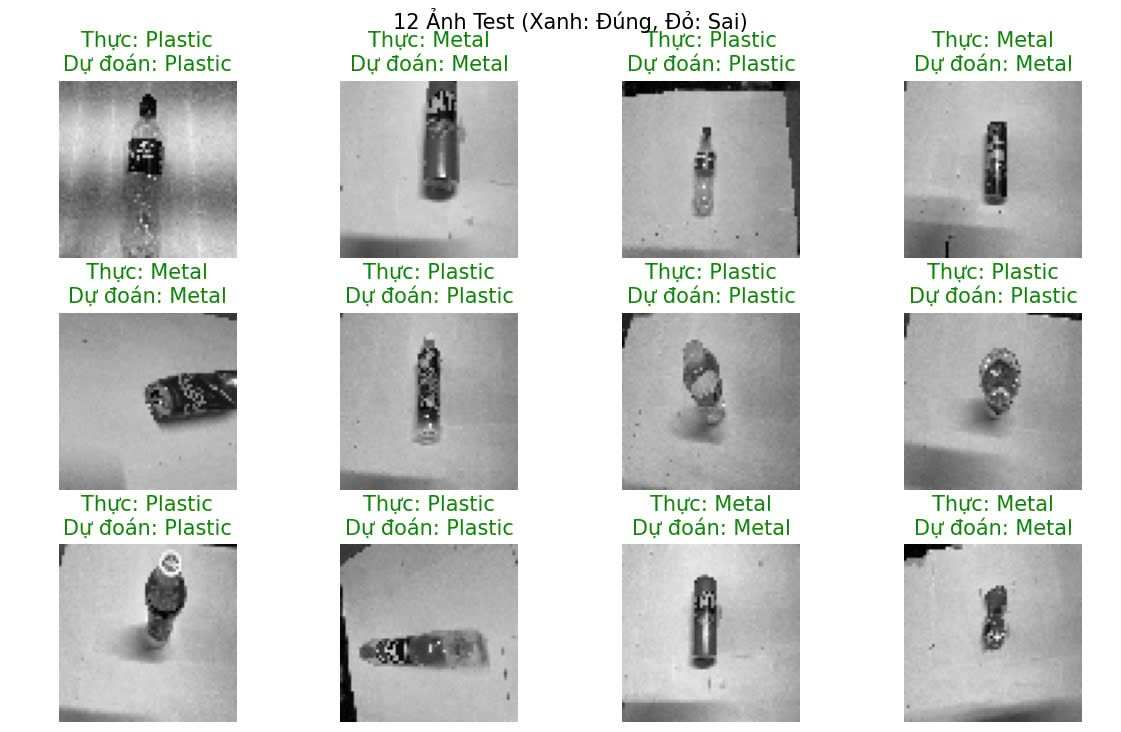 12 Ảnh Test (Xanh: Đúng, Đỏ: Sai)
Thực: Plastic
Dự đoán: Plastic
Thực: Metal
Dự đoán: Metal
Thực: Plastic
Dự đoán: Plastic
Thực: Metal
Dự đoán: Metal
Thực: Metal
Dự đoán: Metal
Thực: Plastic
Dự đoán: Plastic
Thực: Plastic
Dự đoán: Plastic
Thực: Plastic
Dự đoán: Plastic
Thực: Plastic
Dự đoán: Plastic
Thực: Plastic
Dự đoán: Plastic
Thực: Metal
Dự đoán: Metal
Thực: Metal
Dự đoán: Metal